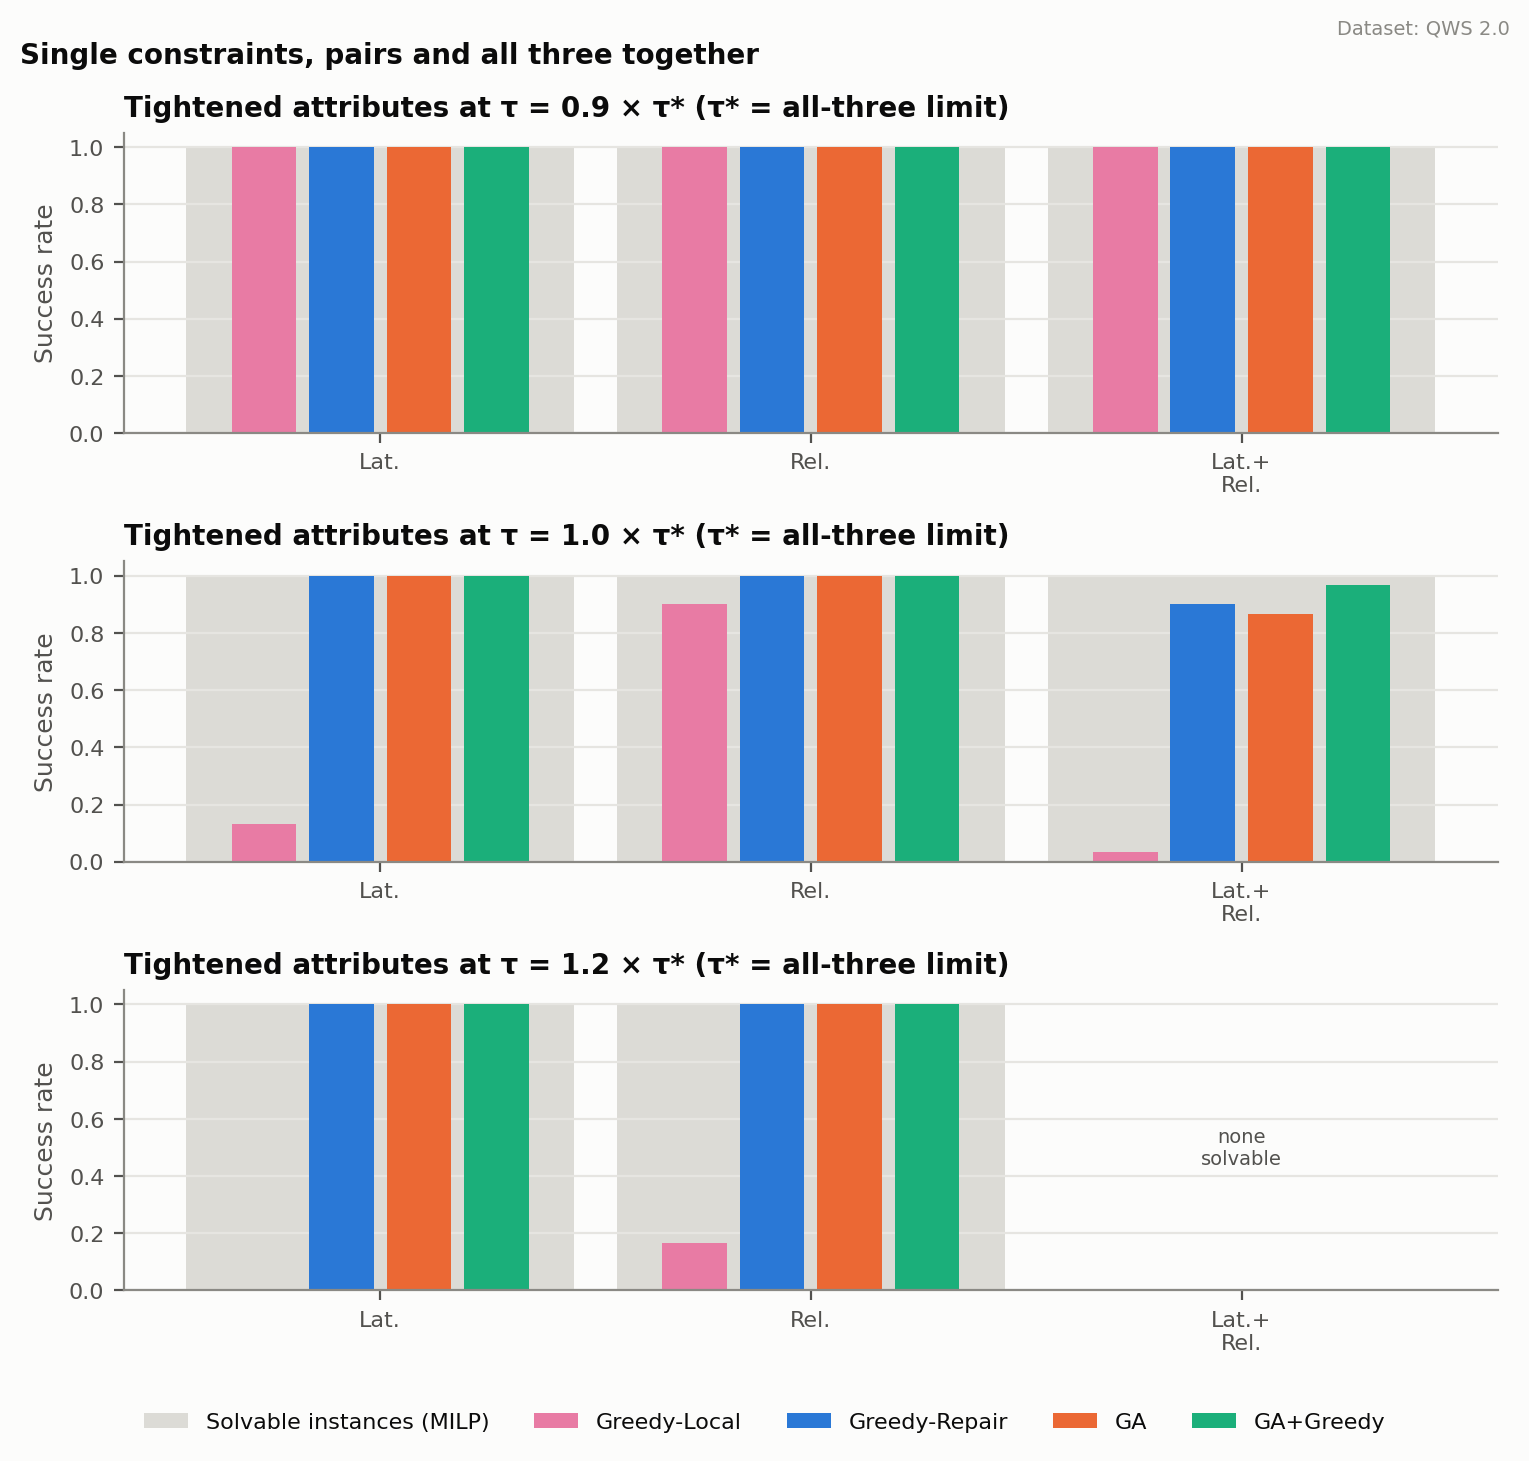 Dataset: QWS 2.0
Single constraints, pairs and all three together
Tightened attributes at τ = 0.9 × τ* (τ* = all-three limit)
Success rate
1.0
0.8
0.6
0.4
0.2
0.0
Lat.
Rel.
Lat.+
Rel.
Tightened attributes at τ = 1.0 × τ* (τ* = all-three limit)
Success rate
1.0
0.8
0.6
0.4
0.2
0.0
Lat.
Rel.
Lat.+
Rel.
Tightened attributes at τ = 1.2 × τ* (τ* = all-three limit)
Success rate
1.0
0.8
0.6
0.4
0.2
0.0
none
solvable
Lat.
Rel.
Lat.+
Rel.
Solvable instances (MILP)
Greedy-Local
Greedy-Repair
GA
GA+Greedy